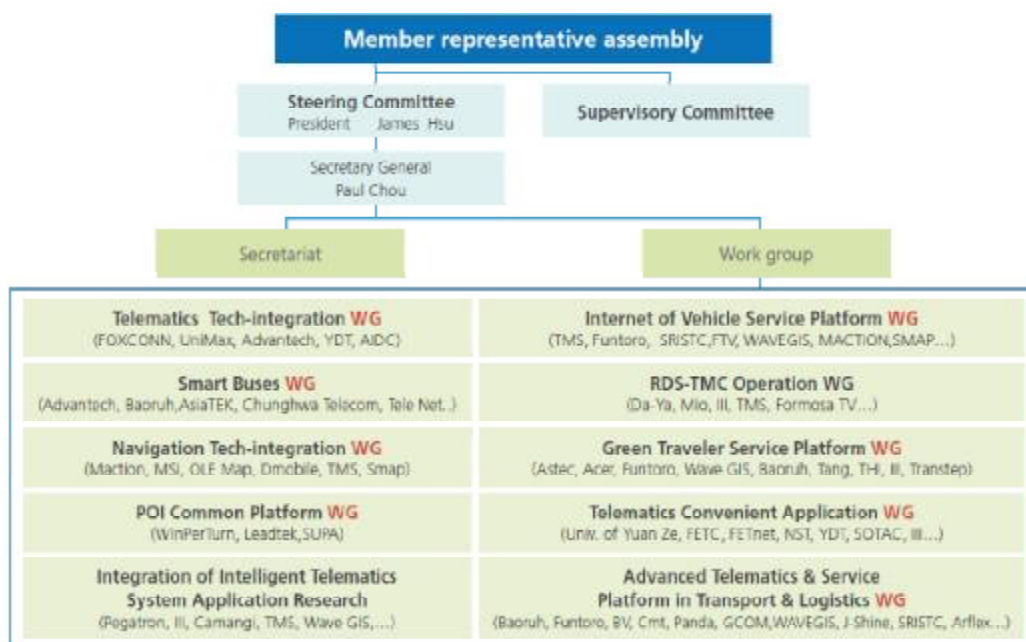 Member representative assembly
Steering Committee
President James Hsu
Supervisory Committee
Secretary General
Paul Chou
Secretariat
Work group
Telematics Tech-integration WG
(FOXCONN, UniMax, Advantech, YDT, AIDC)
Internet of Vehicle Service Platform WG
(TMS, Funtoro, SRISTC,FTV, WAVEGIS, MACTION,SMAP...)
Smart Buses WG
(Advantech, Baoruh,AsiaTEK, Chunghwa Telecom, Tele Net..)
RDS-TMC Operation WG
(Da-Ya, Mio, III, TMS, Formosa TV...)
Navigation Tech-integration WG
(Maction, MSI, OLE Map, Dmobile, TMS, Smap)
Green Traveler Service Platform WG
(Astec, Acer, Funtoro, Wave GIS, Baoruh, Tang, THI, III, Transtep)
POI Common Platform WG
(WinPerTurn, Leadtek,SUPA)
Telematics Convenient Application WG
(Univ. of Yuan Ze, FETC, FETnet, NST, YDT, SOTAC, III...)
Integration of Intelligent Telematics
System Application Research
(Pegatron, III, Camangi, TMS, Wave GIS,...)
Advanced Telematics & Service
Platform in Transport & Logistics WG
(Baoruh, Funtoro, BV, Cmt, Panda, GCOM,WAVEGIS, J-Shine, SRISTC, Arflex...)